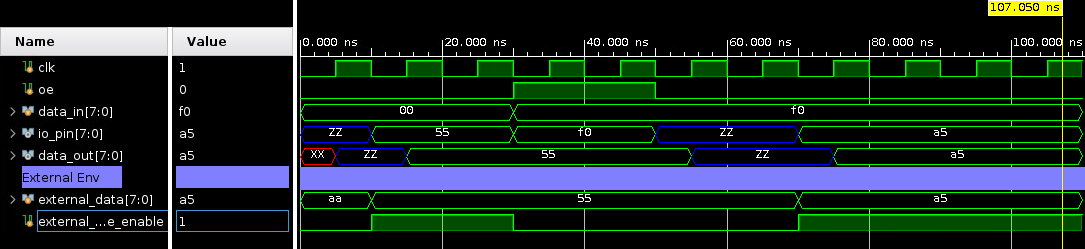 107.050 ns
Name Value
0.000 ns 20.000 ns 40.000 ns 60.000 ns 80.000 ns 100.000 ns
clk 1
oe 0
data_in[7:0] f0 00 f0
io_pin[7:0] a5 ZZ 55 f0 ZZ a5
data_out[7:0] a5 XX ZZ 55 ZZ a5
External Env
external_data[7:0] a5 aa 55 a5
external_...e_enable 1